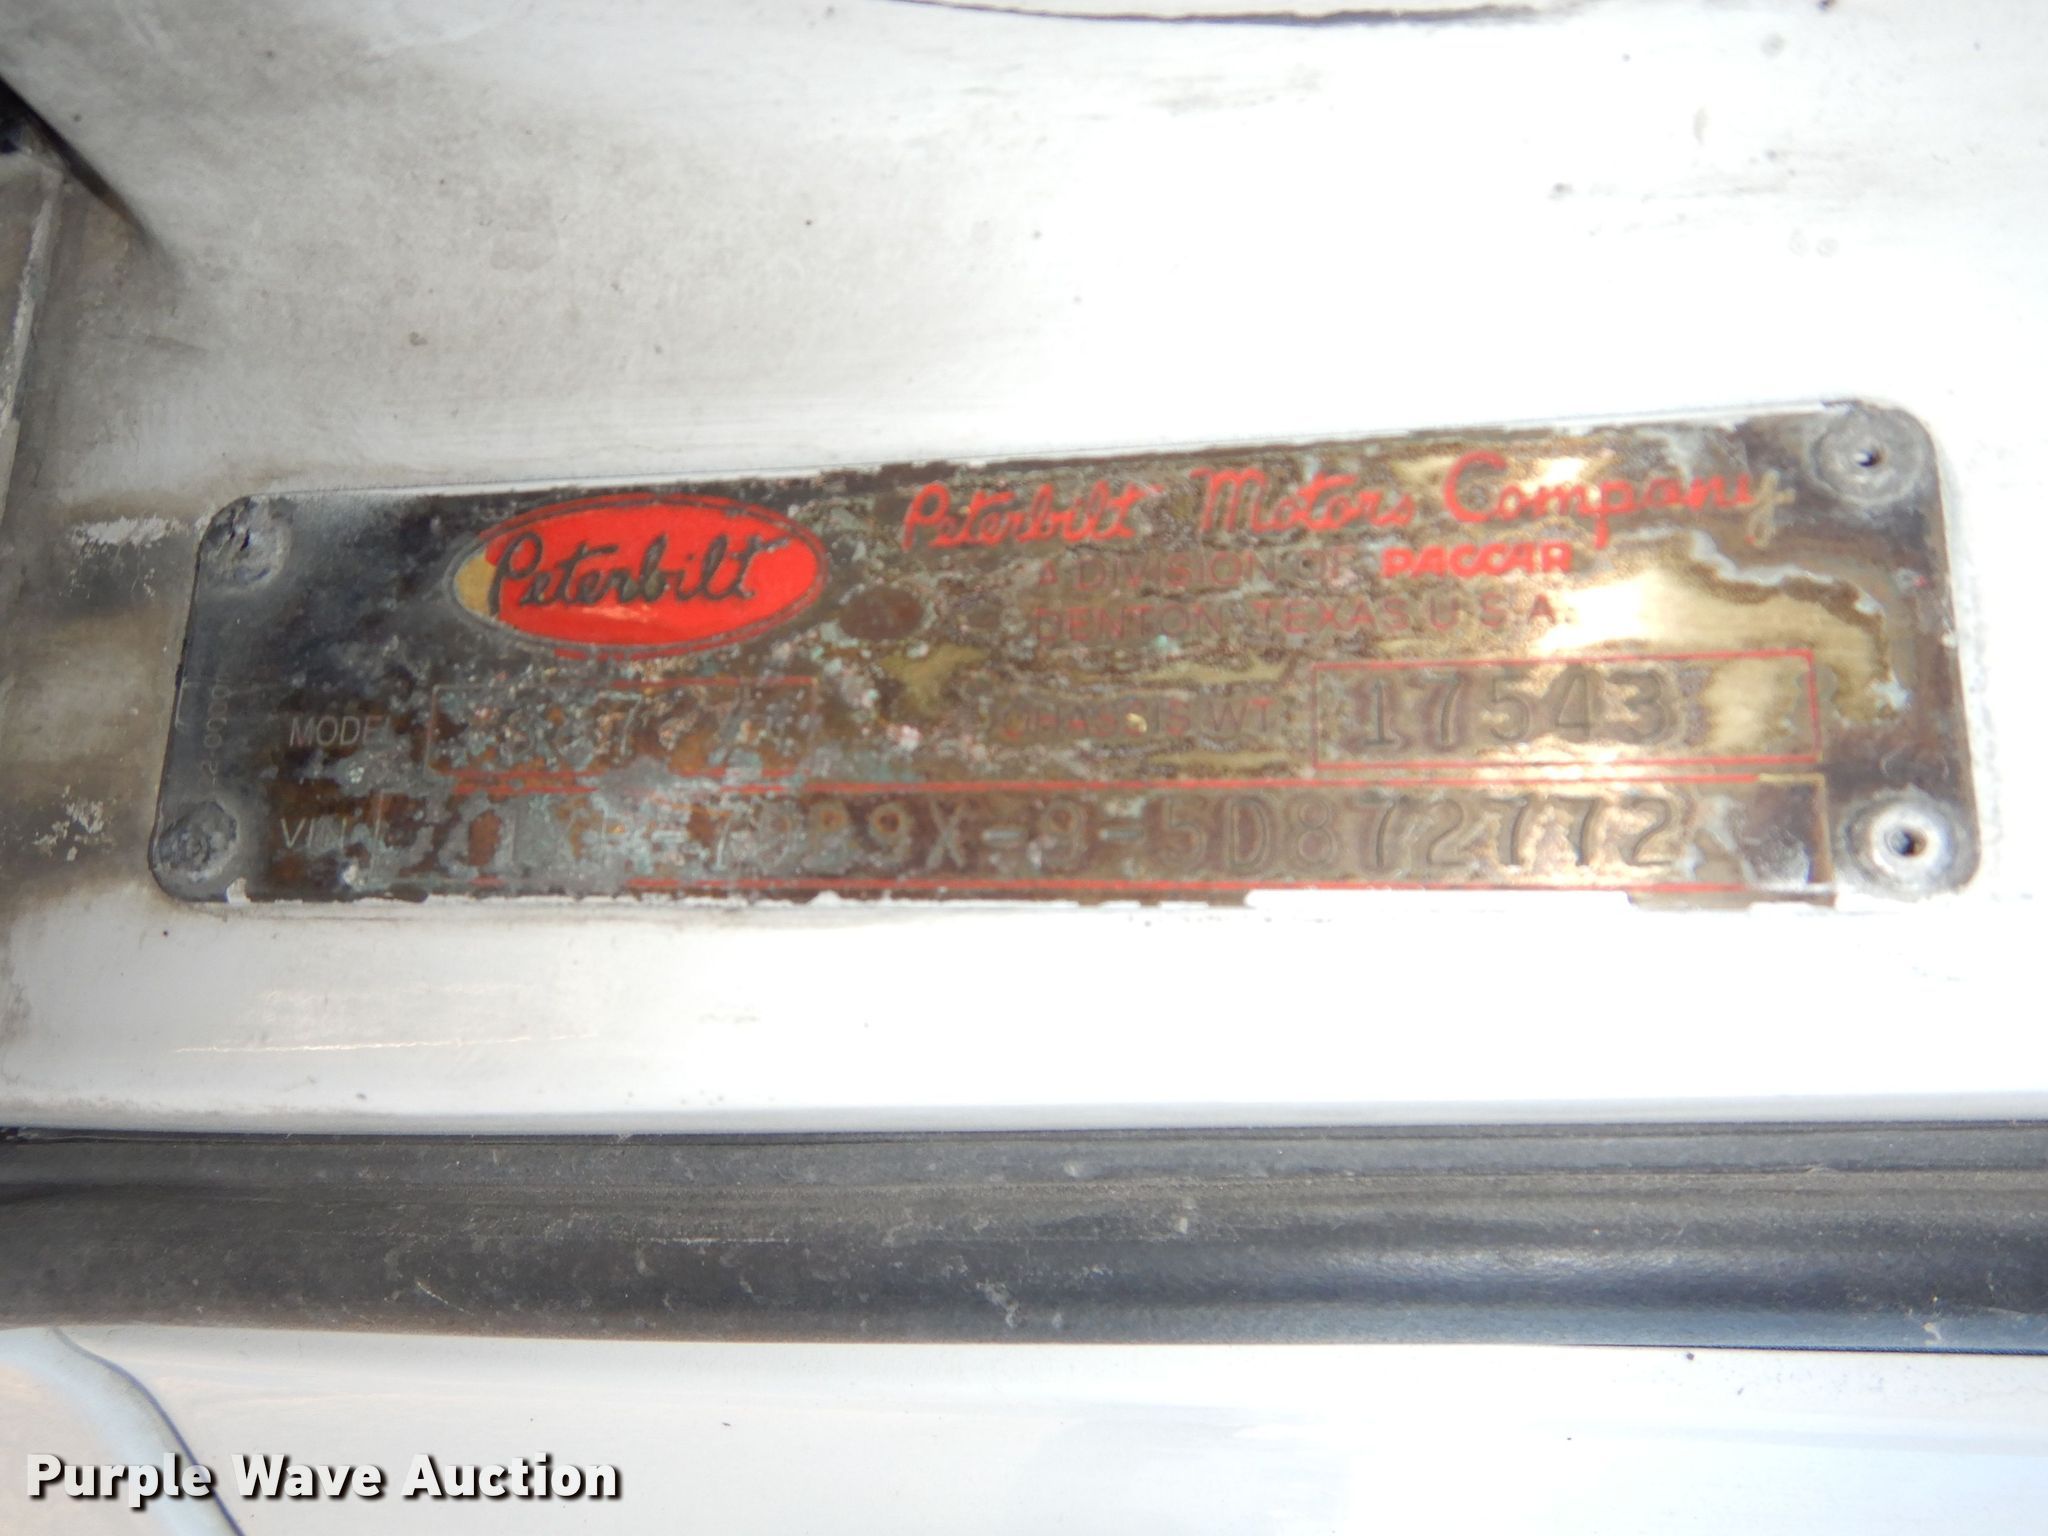 Peterbilt
Peterbilt Motors Company
A DIVISION OF PACCAR
DENTON, TEXAS U.S.A.
MODEL
CHASSIS WT. 17543
VIN 9X-9-5D872772
Purple Wave Auction